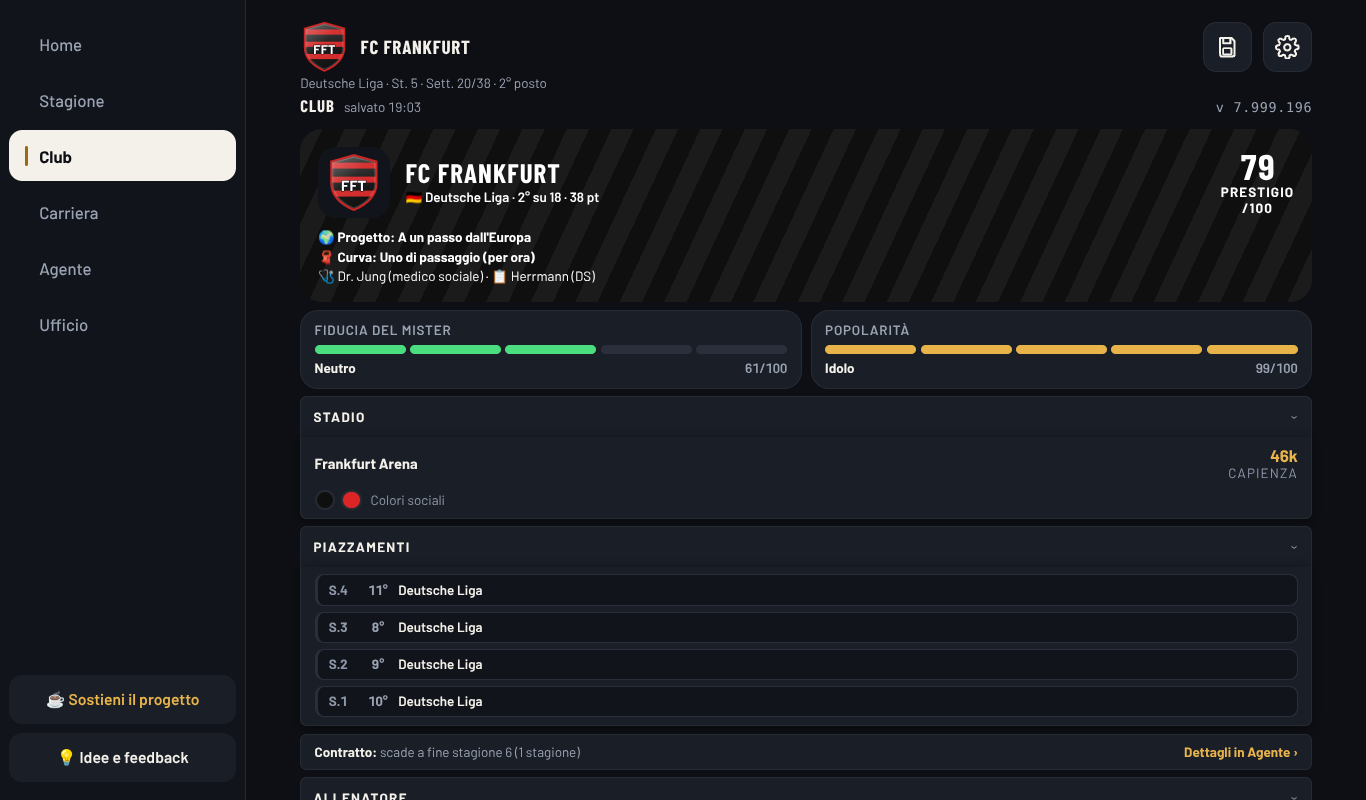 Home
Stagione
Club
Carriera
Agente
Ufficio
☕ Sostieni il progetto
💡 Idee e feedback
FFT
FC FRANKFURT
Deutsche Liga · St. 5 · Sett. 20/38 · 2° posto
CLUB salvato 19:03
v 7.999.196
FFT
FC FRANKFURT
🇩🇪 Deutsche Liga · 2° su 18 · 38 pt
79
PRESTIGIO
/100
🌍 Progetto: A un passo dall'Europa
🧣 Curva: Uno di passaggio (per ora)
🩺 Dr. Jung (medico sociale) · 📋 Herrmann (DS)
FIDUCIA DEL MISTER
Neutro 61/100
POPOLARITÀ
Idolo 99/100
STADIO
Frankfurt Arena
46k
CAPIENZA
Colori sociali
PIAZZAMENTI
S.4 11° Deutsche Liga
S.3 8° Deutsche Liga
S.2 9° Deutsche Liga
S.1 10° Deutsche Liga
Contratto: scade a fine stagione 6 (1 stagione)
Dettagli in Agente ›
ALLENATORE